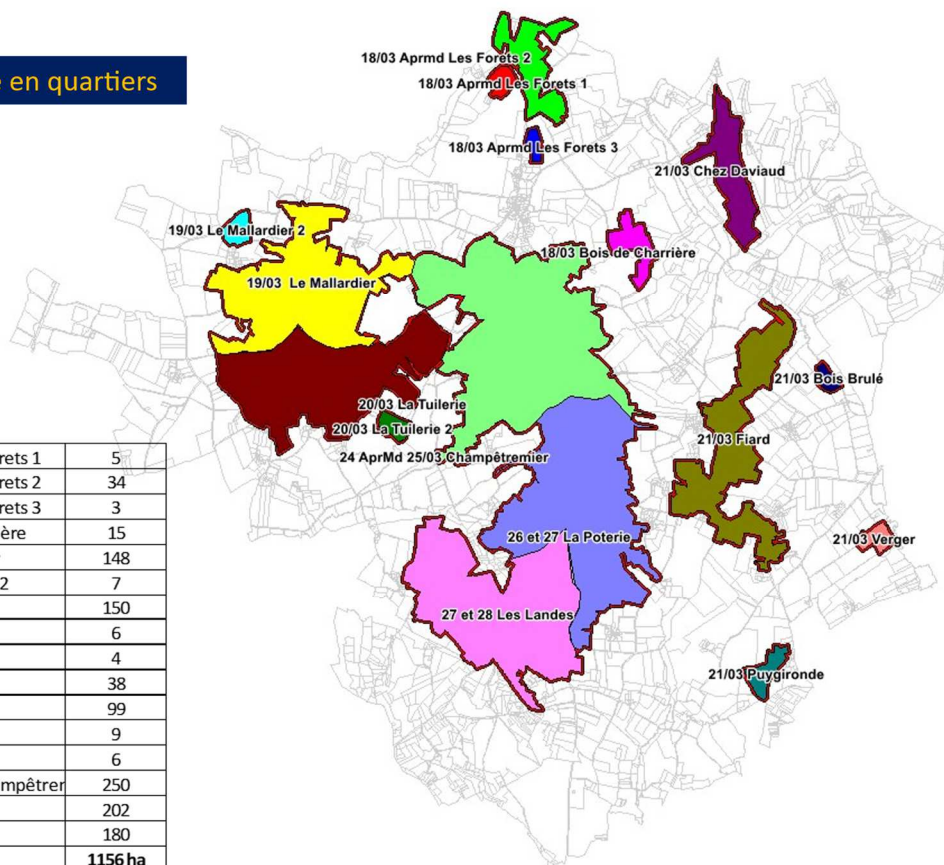 en quartiers
18/03 Aprmd Les Forets 2
18/03 Aprmd Les Forets 1
18/03 Aprmd Les Forets 3
21/03 Chez Daviaud
19/03 Le Mallardier 2
18/03 Bois de Charrière
19/03 Le Mallardier
21/03 Bois Brulé
20/03 La Tuilerie
20/03 La Tuilerie 2
21/03 Fiard
24 AprMd 25/03 Champêtremier
26 et 27 La Poterie
21/03 Verger
27 et 28 Les Landes
21/03 Puygironde
rets 1 5
rets 2 34
rets 3 3
ère 15
148
2 7
150
6
4
38
99
9
6
mpêtrer 250
202
180
1156 ha